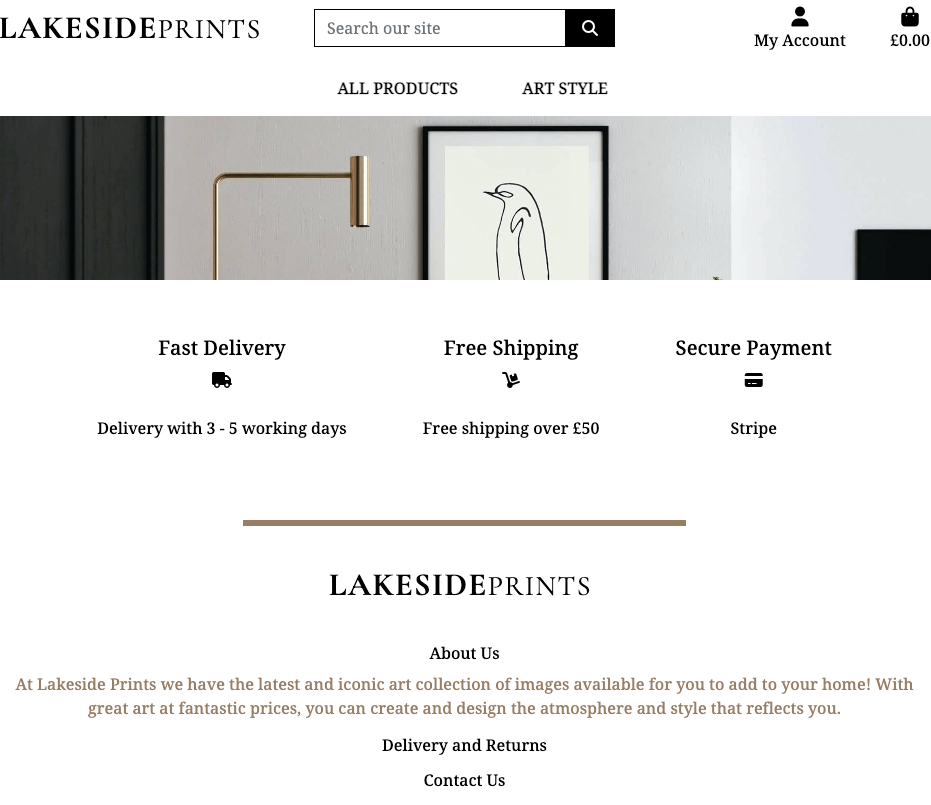 LAKESIDEPRINTS
Search our site
My Account
£0.00
ALL PRODUCTS
ART STYLE
Fast Delivery
Free Shipping
Secure Payment
Delivery with 3 - 5 working days
Free shipping over £50
Stripe
LAKESIDEPRINTS
About Us
At Lakeside Prints we have the latest and iconic art collection of images available for you to add to your home! With
great art at fantastic prices, you can create and design the atmosphere and style that reflects you.
Delivery and Returns
Contact Us